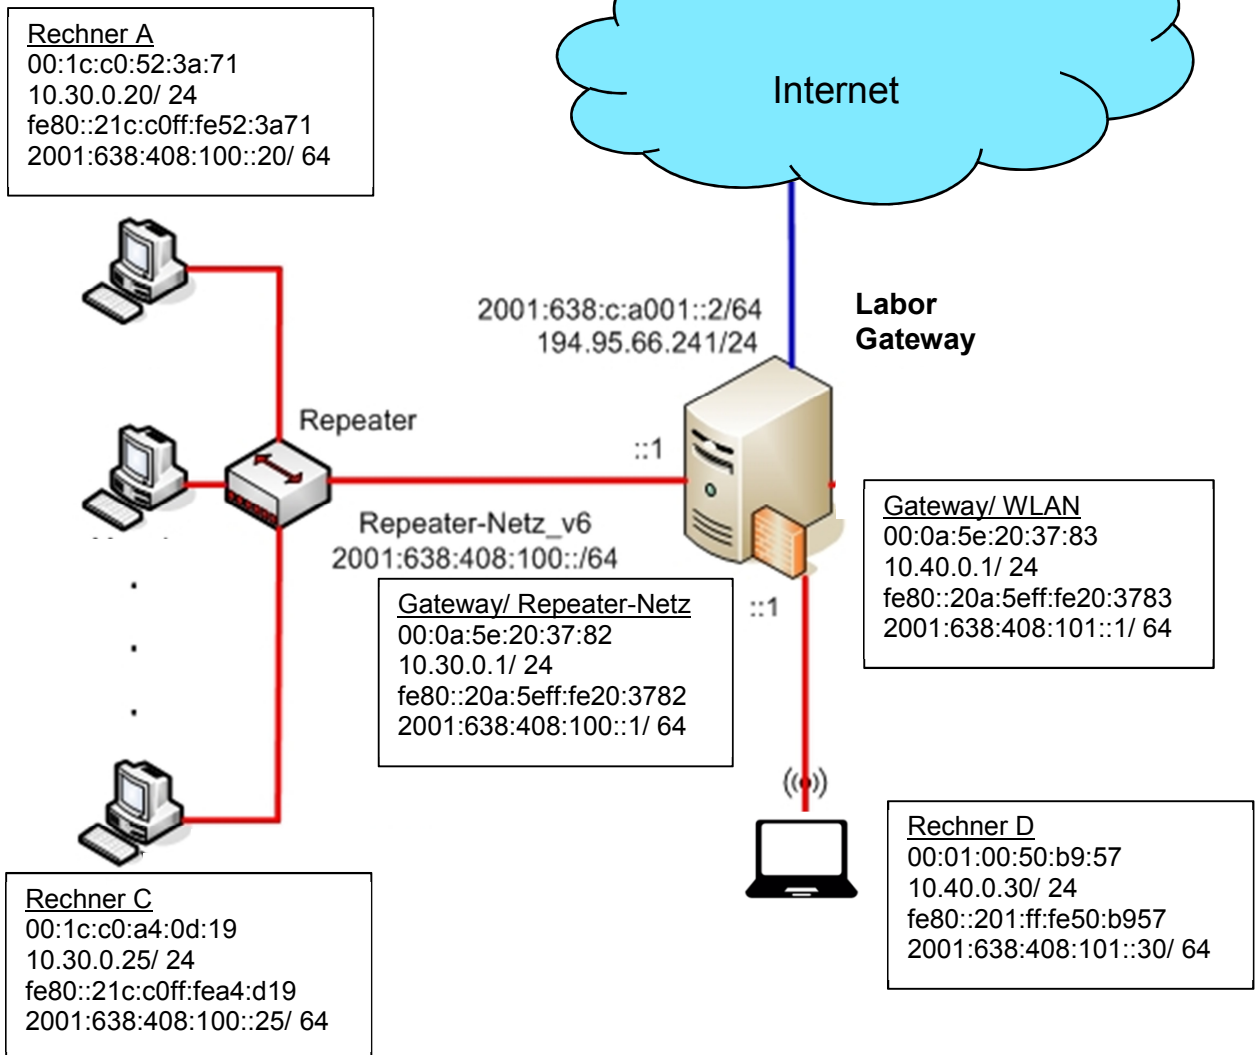 Rechner A
00:1c:c0:52:3a:71
10.30.0.20/ 24
fe80::21c:c0ff:fe52:3a71
2001:638:408:100::20/ 64
Internet
2001:638:c:a001::2/64
194.95.66.241/24
Labor
Gateway
Repeater
::1
Repeater-Netz_v6
2001:638:408:100::/64
Gateway/ WLAN
00:0a:5e:20:37:83
10.40.0.1/ 24
fe80::20a:5eff:fe20:3783
2001:638:408:101::1/ 64
Gateway/ Repeater-Netz
00:0a:5e:20:37:82
10.30.0.1/ 24
fe80::20a:5eff:fe20:3782
2001:638:408:100::1/ 64
::1
Rechner D
00:01:00:50:b9:57
10.40.0.30/ 24
fe80::201:ff:fe50:b957
2001:638:408:101::30/ 64
Rechner C
00:1c:c0:a4:0d:19
10.30.0.25/ 24
fe80::21c:c0ff:fea4:d19
2001:638:408:100::25/ 64